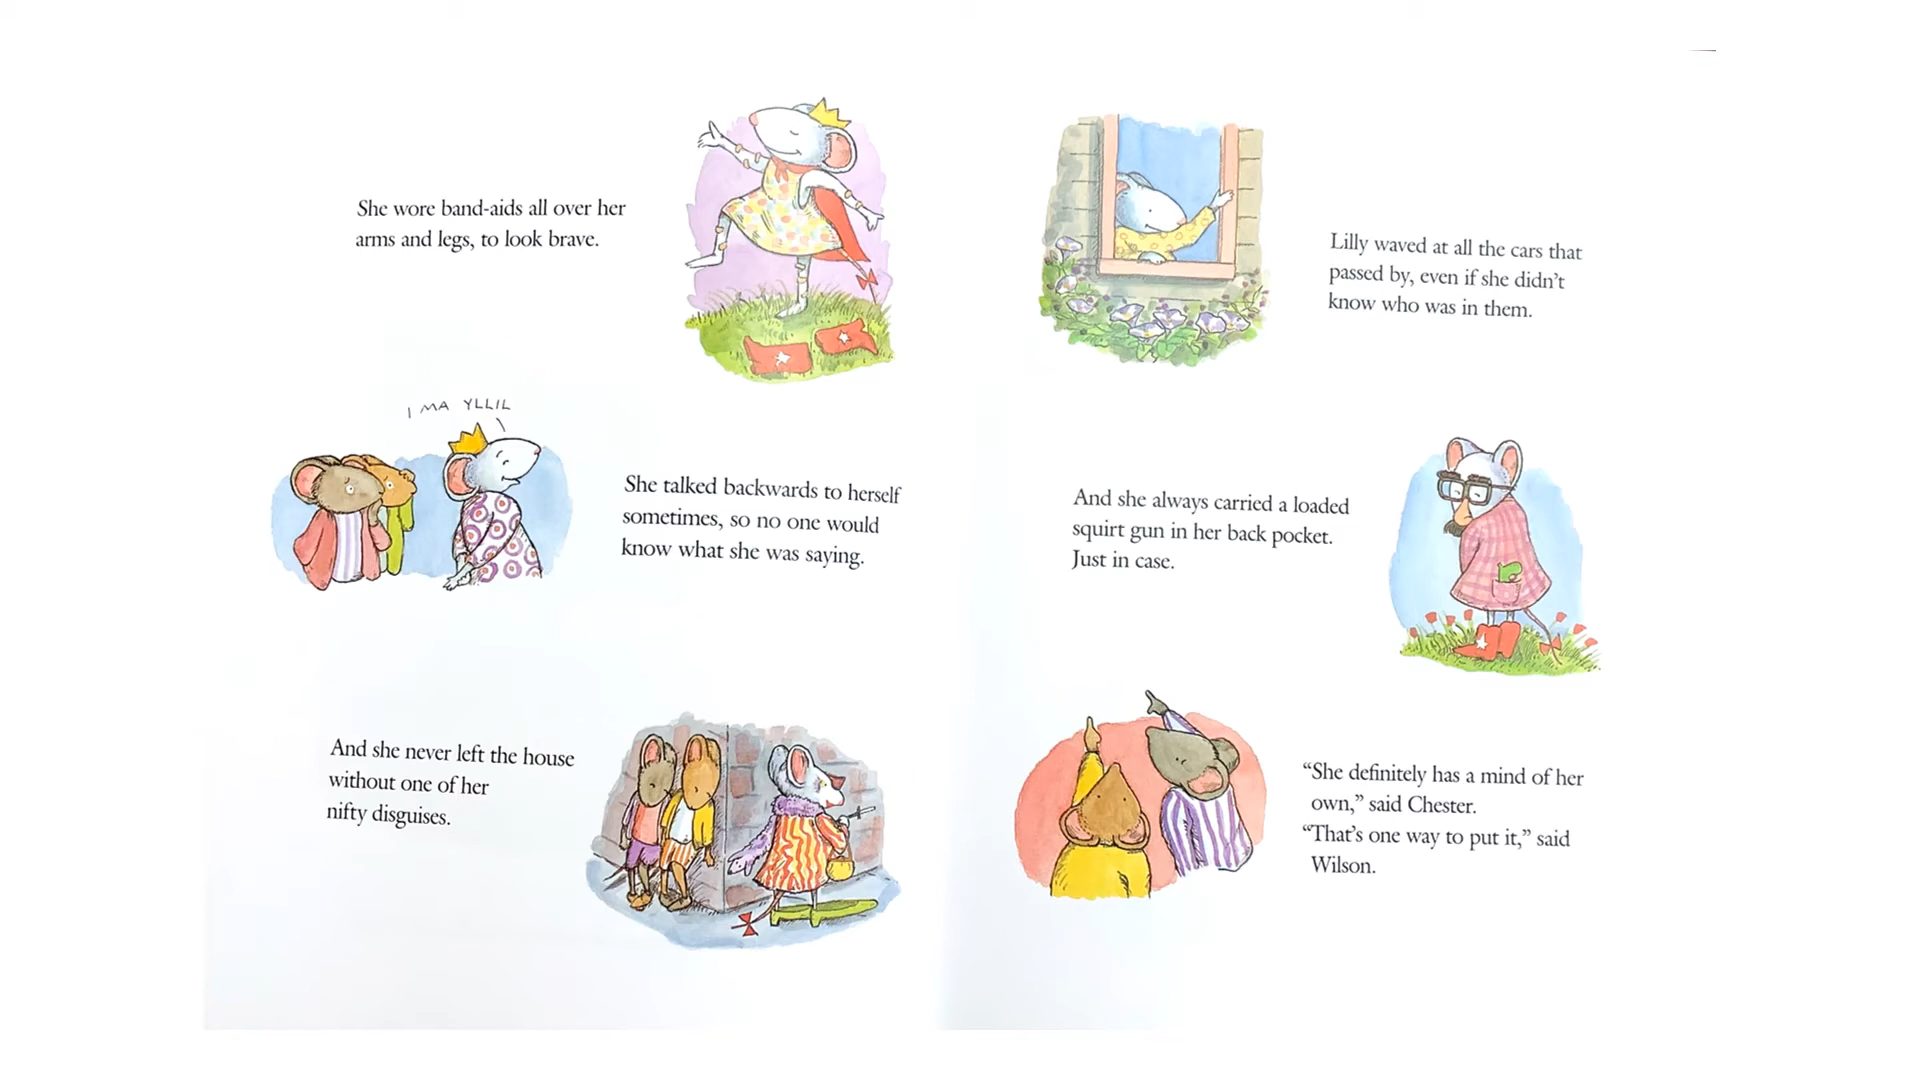 She wore band-aids all over her
arms and legs, to look brave.
I MA YLLIL
She talked backwards to herself
sometimes, so no one would
know what she was saying.
And she never left the house
without one of her
nifty disguises.
Lilly waved at all the cars that
passed by, even if she didn’t
know who was in them.
And she always carried a loaded
squirt gun in her back pocket.
Just in case.
“She definitely has a mind of her
own,” said Chester.
“That’s one way to put it,” said
Wilson.